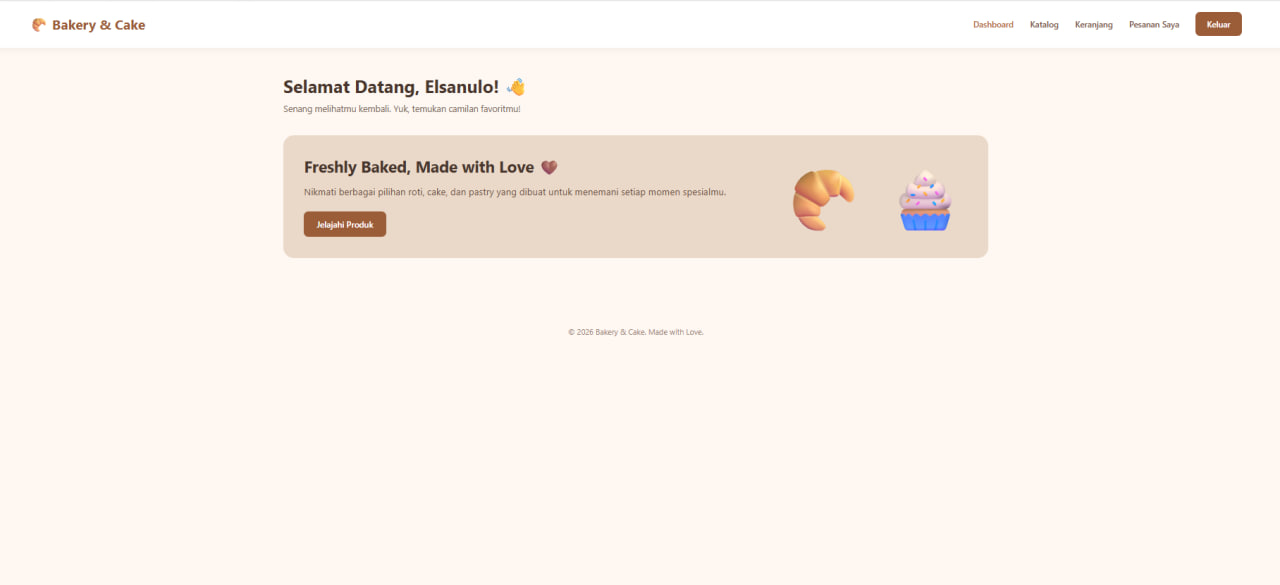 Bakery & Cake
Dashboard
Katalog
Keranjang
Pesanan Saya
Keluar
Selamat Datang, Elsanulo!
Senang melihatmu kembali. Yuk, temukan camilan favoritmu!
Freshly Baked, Made with Love
Nikmati berbagai pilihan roti, cake, dan pastry yang dibuat untuk menemani setiap momen spesialmu.
Jelajahi Produk
© 2026 Bakery & Cake. Made with Love.